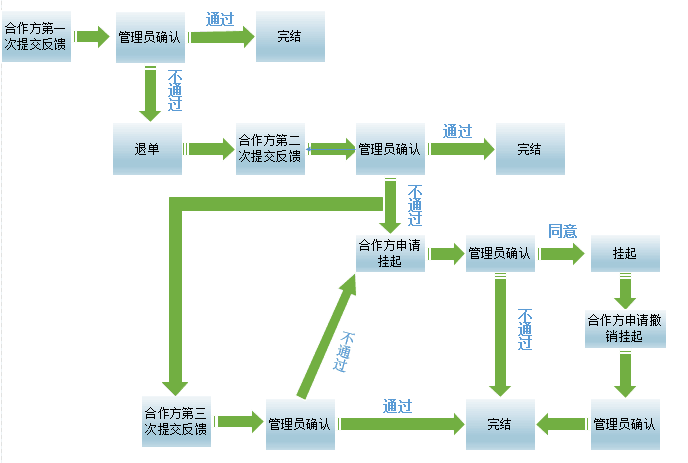 合作方第一
次提交反馈
管理员确认
通过
完结
不通过
退单
合作方第二
次提交反馈
管理员确认
通过
完结
不通过
合作方申请
挂起
管理员确认
同意
挂起
不通过
合作方申请撤
销挂起
不通过
合作方第三
次提交反馈
管理员确认
通过
完结
管理员确认